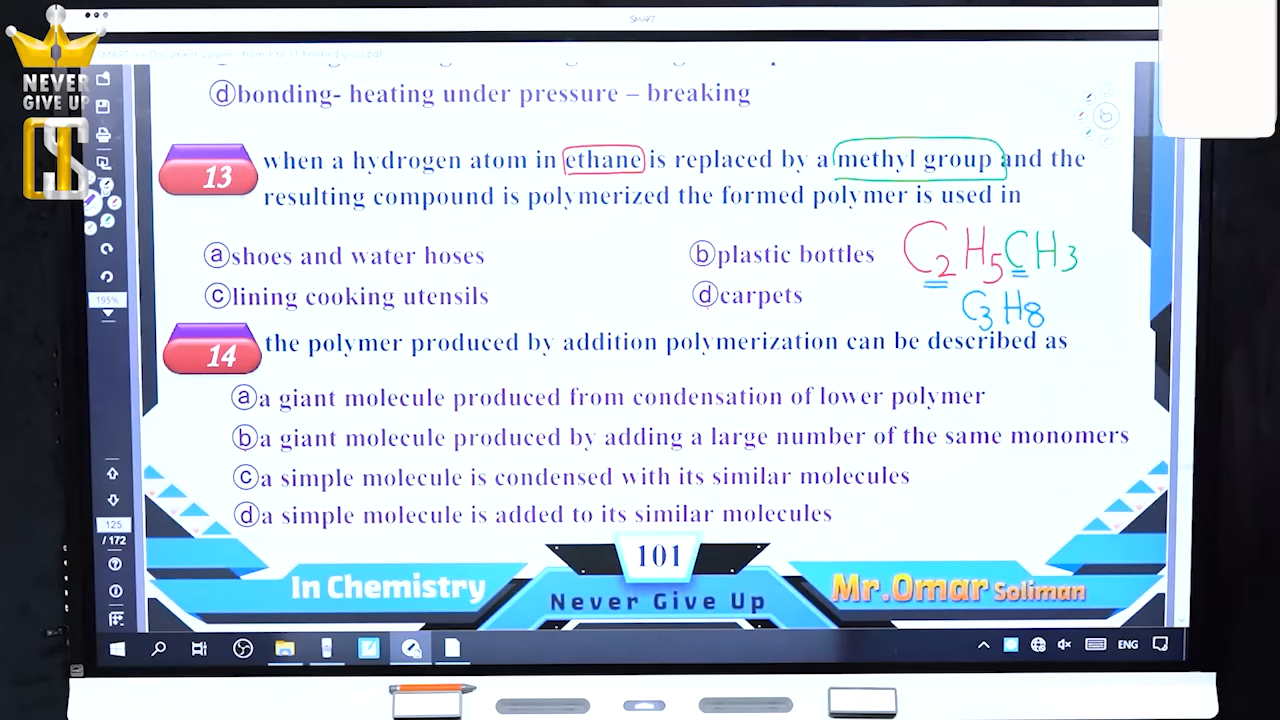 SMART
NEVER
GIVE UP
ⓓbonding- heating under pressure – breaking
13
when a hydrogen atom in ethane is replaced by a methyl group and the
resulting compound is polymerized the formed polymer is used in
ⓐshoes and water hoses
ⓑplastic bottles
C2H5CH3
ⓒlining cooking utensils
ⓓcarpets
C3H8
195%
14
the polymer produced by addition polymerization can be described as
ⓐa giant molecule produced from condensation of lower polymer
ⓑa giant molecule produced by adding a large number of the same monomers
ⓒa simple molecule is condensed with its similar molecules
ⓓa simple molecule is added to its similar molecules
125
/ 172
101
In Chemistry
Never Give Up
Mr.Omar Soliman
ENG